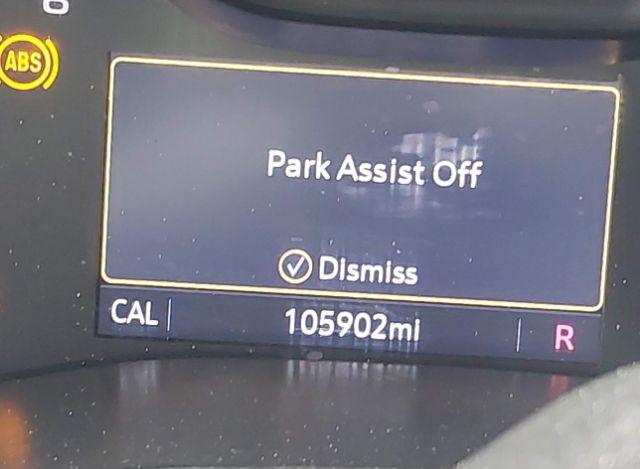 ABS
Park Assist Off
Dismiss
CAL
105902mi
R